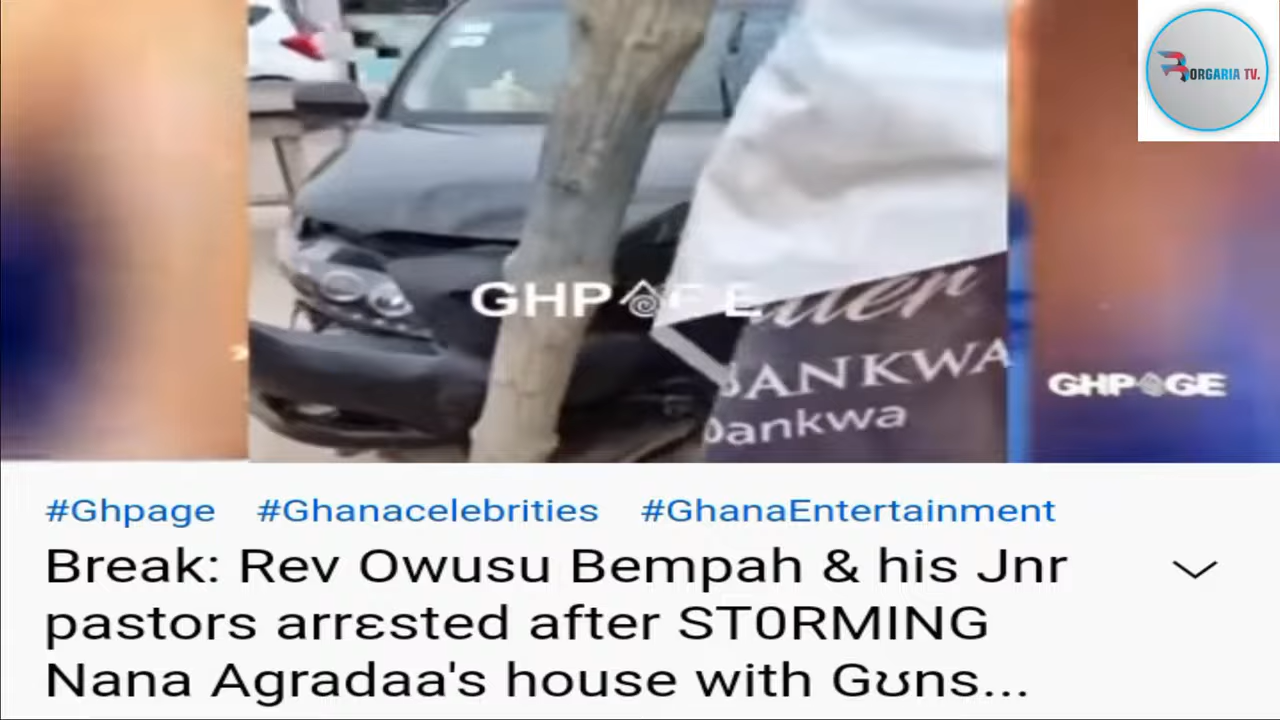 ORGARIA TV.
GHPAGE
ANKWA
Dankwa
GHPAGE
#Ghpage #Ghanacelebrities #GhanaEntertainment
Break: Rev Owusu Bempah & his Jnr
pastors arrɛsted after ST0RMING
Nana Agradaa's house with Gʊns...